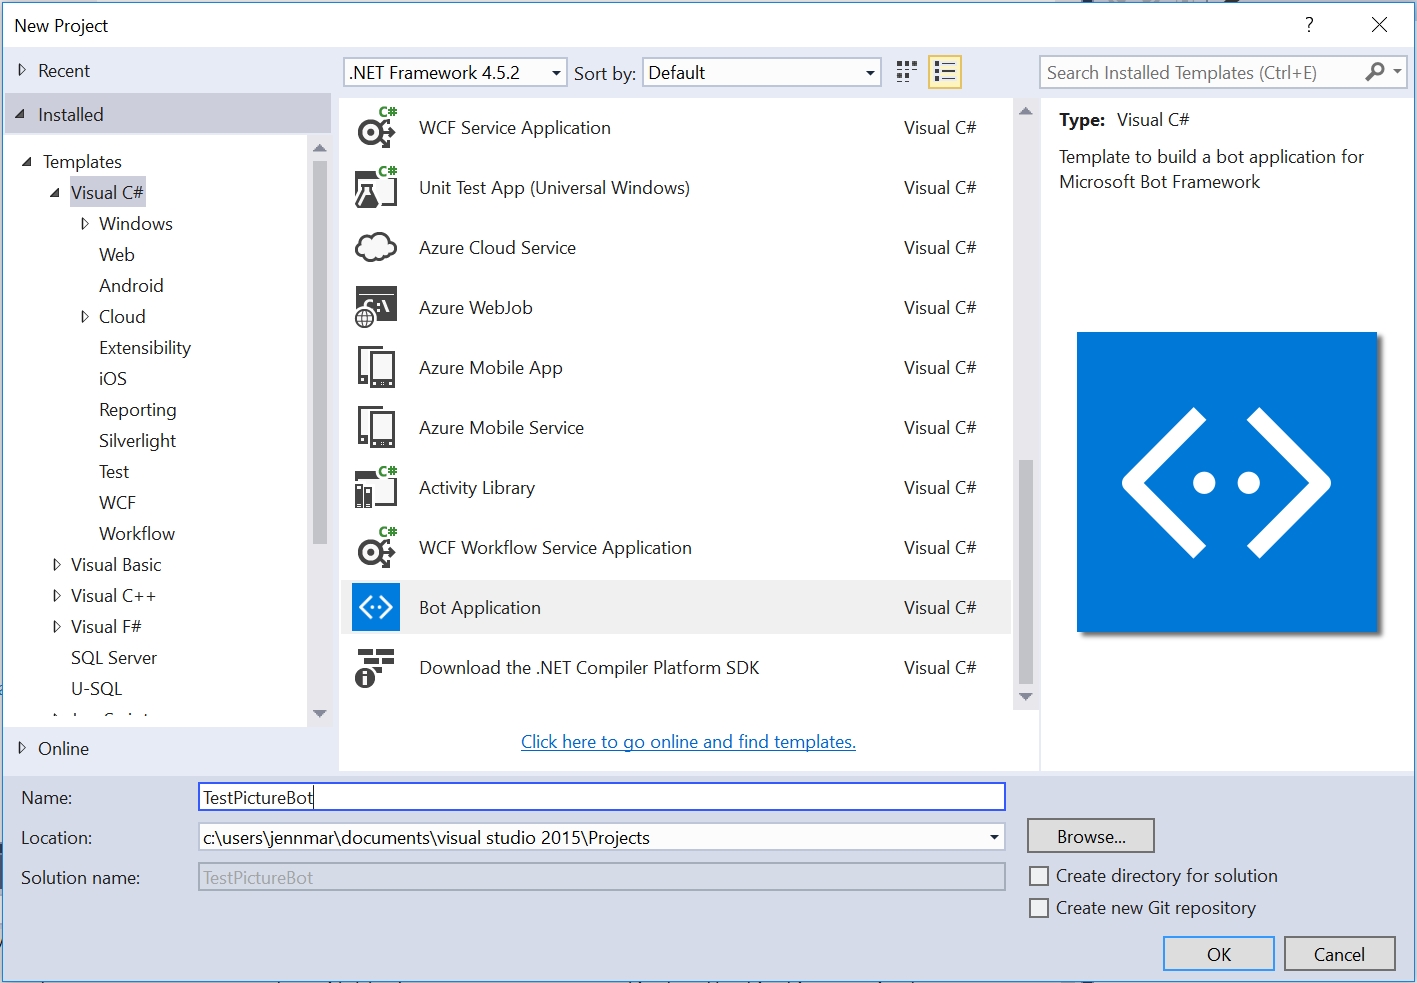 New Project
?
Recent
.NET Framework 4.5.2
Sort by:
Default
Search Installed Templates (Ctrl+E)
Installed
Templates
Visual C#
Windows
Web
Android
Cloud
Extensibility
iOS
Reporting
Silverlight
Test
WCF
Workflow
Visual Basic
Visual C++
Visual F#
SQL Server
U-SQL
Online
C# WCF Service Application Visual C#
C# Unit Test App (Universal Windows) Visual C#
Azure Cloud Service Visual C#
C:\ Azure WebJob Visual C#
Azure Mobile App Visual C#
Azure Mobile Service Visual C#
C# Activity Library Visual C#
C# WCF Workflow Service Application Visual C#
Bot Application Visual C#
Download the .NET Compiler Platform SDK Visual C#
Click here to go online and find templates.
Type: Visual C#
Template to build a bot application for
Microsoft Bot Framework
Name: TestPictureBot
Location: c:\users\jennmar\documents\visual studio 2015\Projects
Browse...
Solution name: TestPictureBot
Create directory for solution
Create new Git repository
OK
Cancel